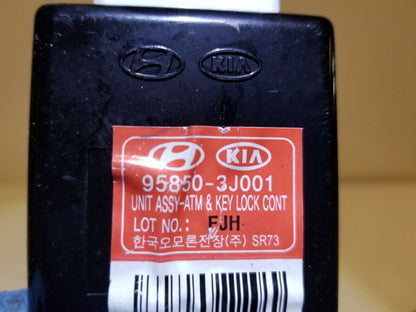 KIA
KIA
95850-3J001
UNIT ASSY-ATM & KEY LOCK CONT
LOT NO.: FJH
한국오모론전장(주) SR73